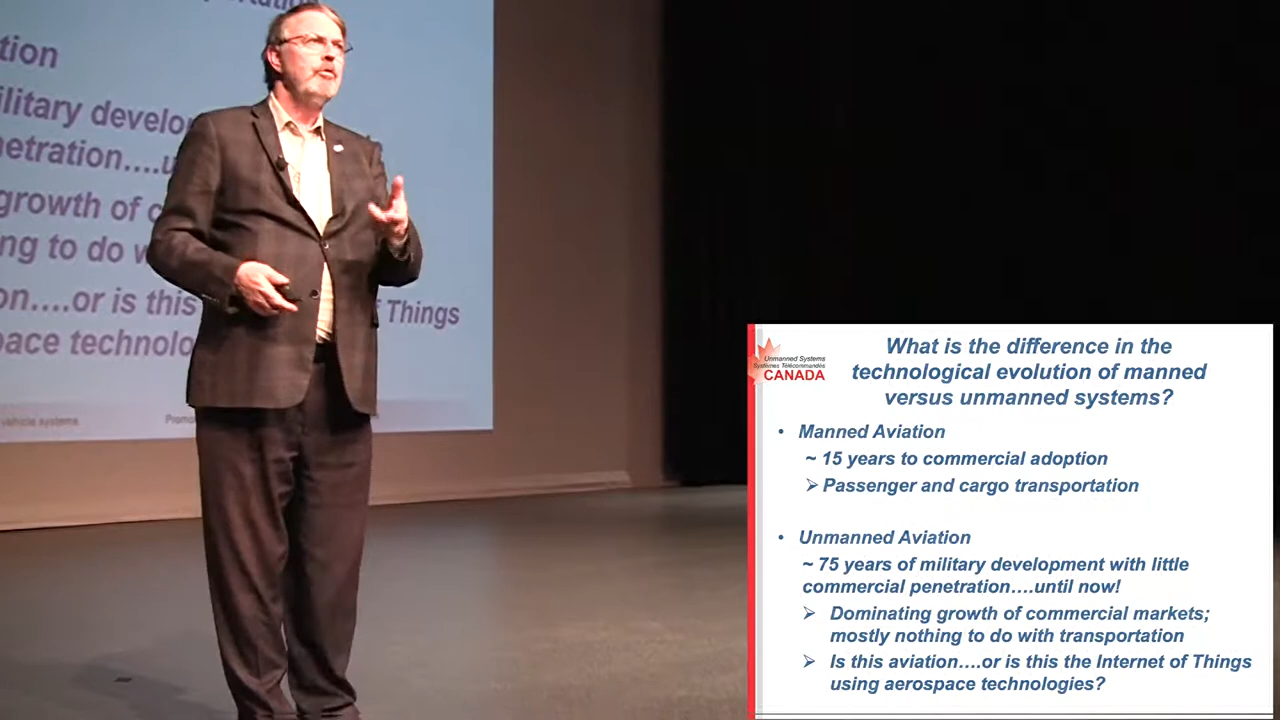 tion
military develo
netration....u
growth of c
ng to do w
on....or is this
Things
pace technolo
vehicle systems
Promo
Unmanned Systems
Systèmes Télécommandés
CANADA
What is the difference in the
technological evolution of manned
versus unmanned systems?
• Manned Aviation
~ 15 years to commercial adoption
➢ Passenger and cargo transportation
• Unmanned Aviation
~ 75 years of military development with little
commercial penetration....until now!
➢ Dominating growth of commercial markets;
mostly nothing to do with transportation
➢ Is this aviation....or is this the Internet of Things
using aerospace technologies?